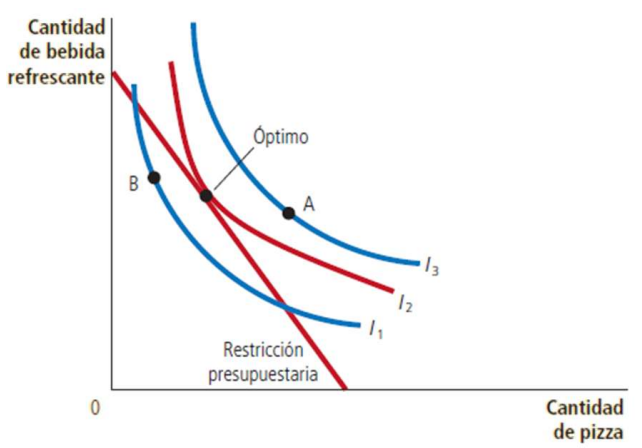 Cantidad
de bebida
refrescante
Óptimo
B
A
I3
I2
I1
Restricción
presupuestaria
0
Cantidad
de pizza